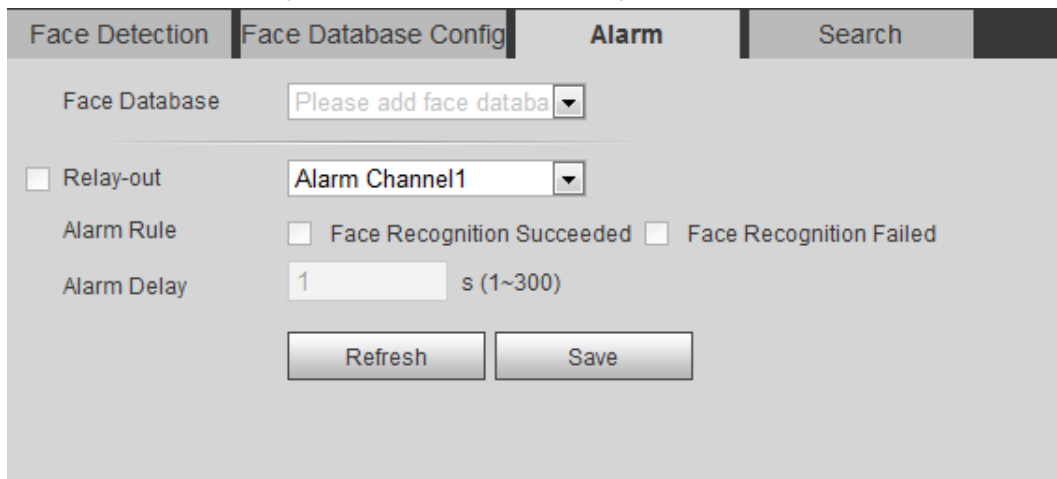 Face Detection Face Database Config Alarm Search
Face Database Please add face databa
Relay-out Alarm Channel1
Alarm Rule Face Recognition Succeeded Face Recognition Failed
Alarm Delay 1 s (1~300)
Refresh Save